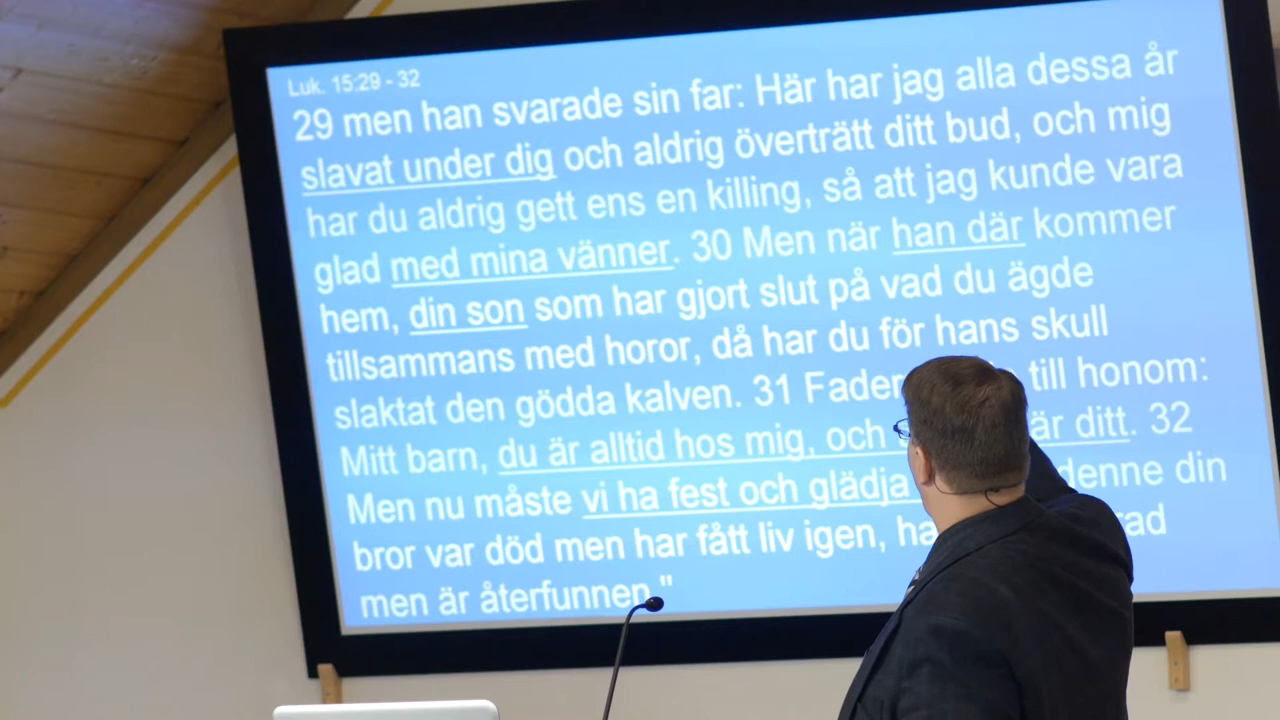 Luk. 15:29 - 32
29 men han svarade sin far: Här har jag alla dessa år
slavat under dig och aldrig överträtt ditt bud, och mig
har du aldrig gett ens en killing, så att jag kunde vara
glad med mina vänner. 30 Men när han där kommer
hem, din son som har gjort slut på vad du ägde
tillsammans med horor, då har du för hans skull
slaktat den gödda kalven. 31 Fadern till honom:
Mitt barn, du är alltid hos mig, och är ditt. 32
Men nu måste vi ha fest och glädja denne din
bror var död men har fått liv igen,
men är återfunnen."